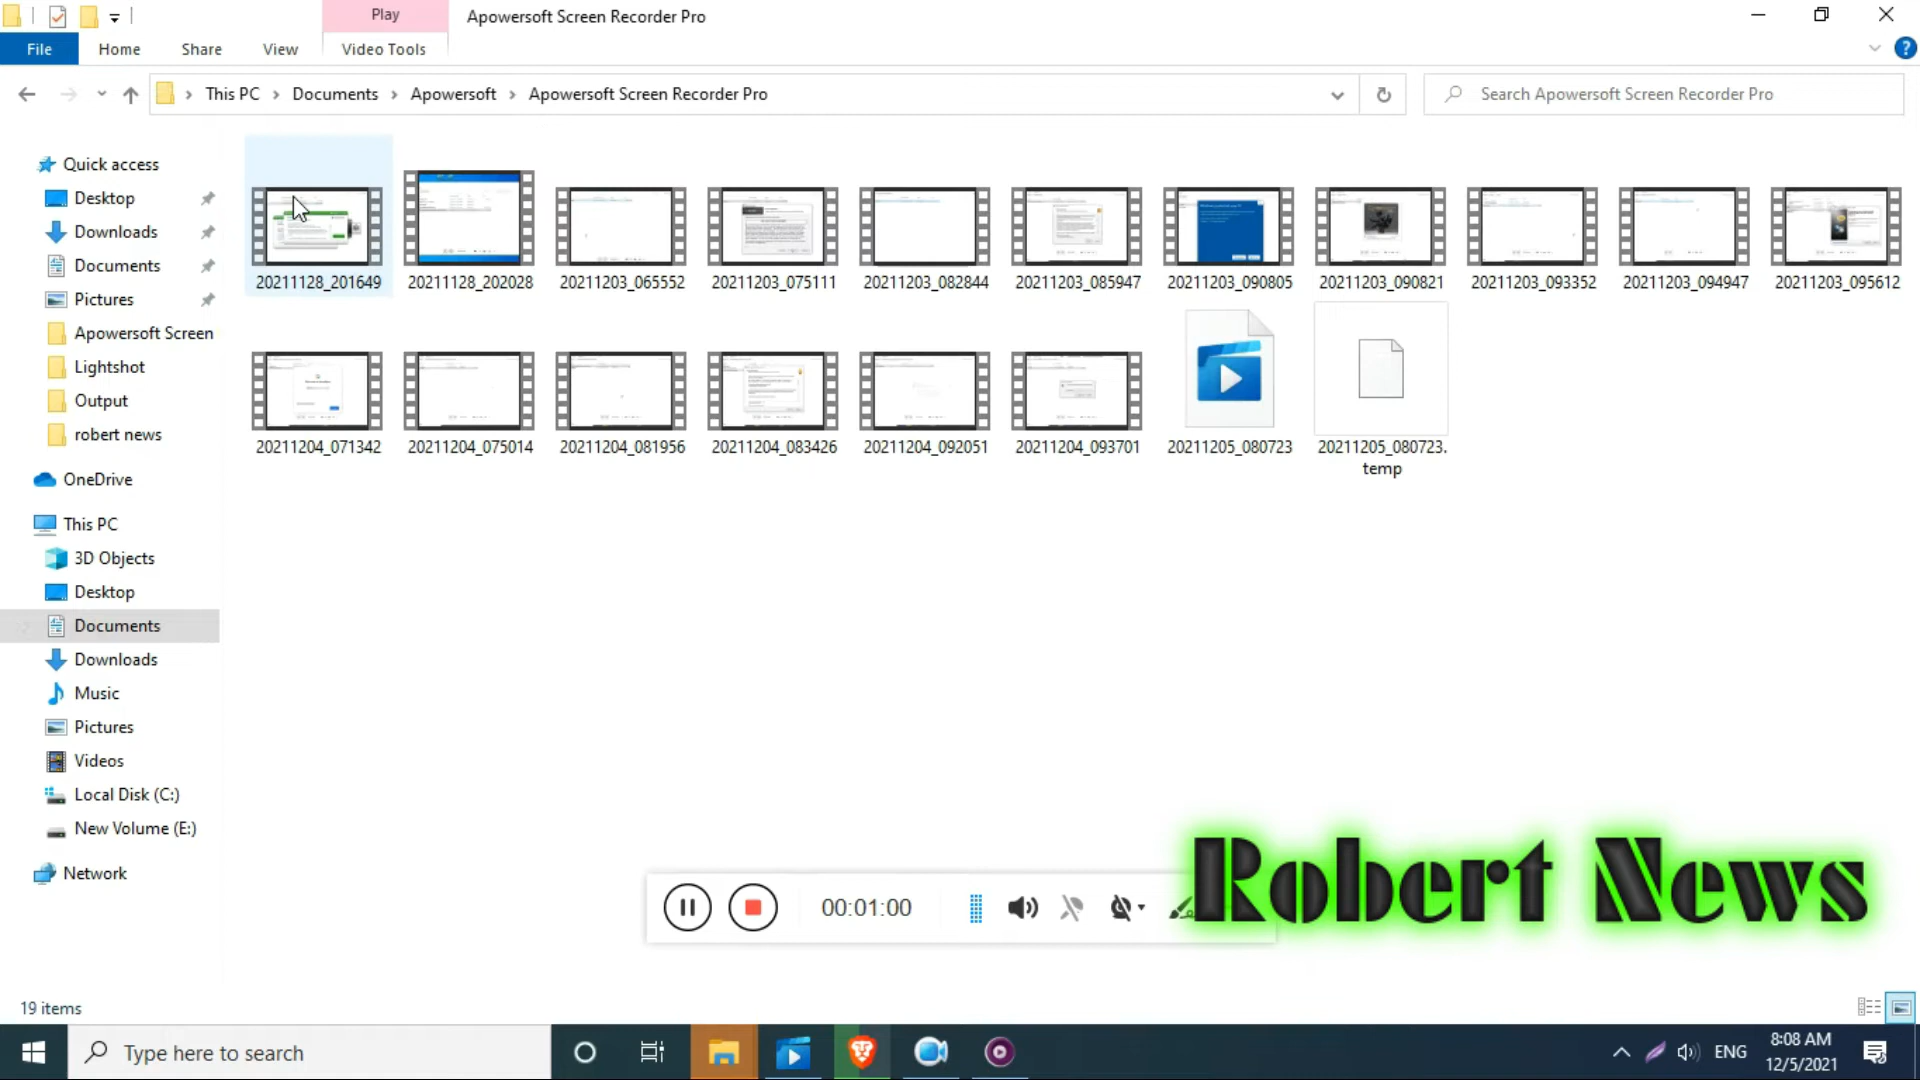 Play
Apowersoft Screen Recorder Pro
File
Home
Share
View
Video Tools
This PC
Documents
Apowersoft
Apowersoft Screen Recorder Pro
Search Apowersoft Screen Recorder Pro
Quick access
Desktop
Downloads
Documents
Pictures
Apowersoft Screen
Lightshot
Output
robert news
OneDrive
This PC
3D Objects
Desktop
Documents
Downloads
Music
Pictures
Videos
Local Disk (C:)
New Volume (E:)
Network
20211128_201649
20211128_202028
20211203_065552
20211203_075111
20211203_082844
20211203_085947
20211203_090805
20211203_090821
20211203_093352
20211203_094947
20211203_095612
20211204_071342
20211204_075014
20211204_081956
20211204_083426
20211204_092051
20211204_093701
20211205_080723
20211205_080723.
temp
00:01:00
Robert News
19 items
Type here to search
ENG
8:08 AM
12/5/2021